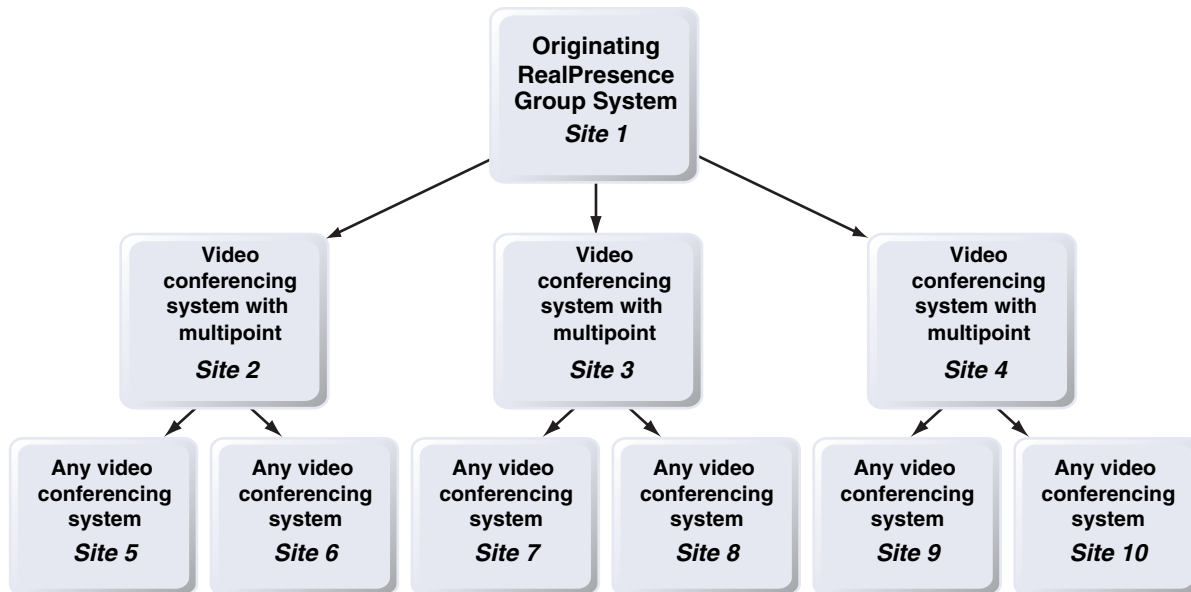 Originating
RealPresence
Group System
Site 1
Video
conferencing
system with
multipoint
Site 2
Video
conferencing
system with
multipoint
Site 3
Video
conferencing
system with
multipoint
Site 4
Any video
conferencing
system
Site 5
Any video
conferencing
system
Site 6
Any video
conferencing
system
Site 7
Any video
conferencing
system
Site 8
Any video
conferencing
system
Site 9
Any video
conferencing
system
Site 10